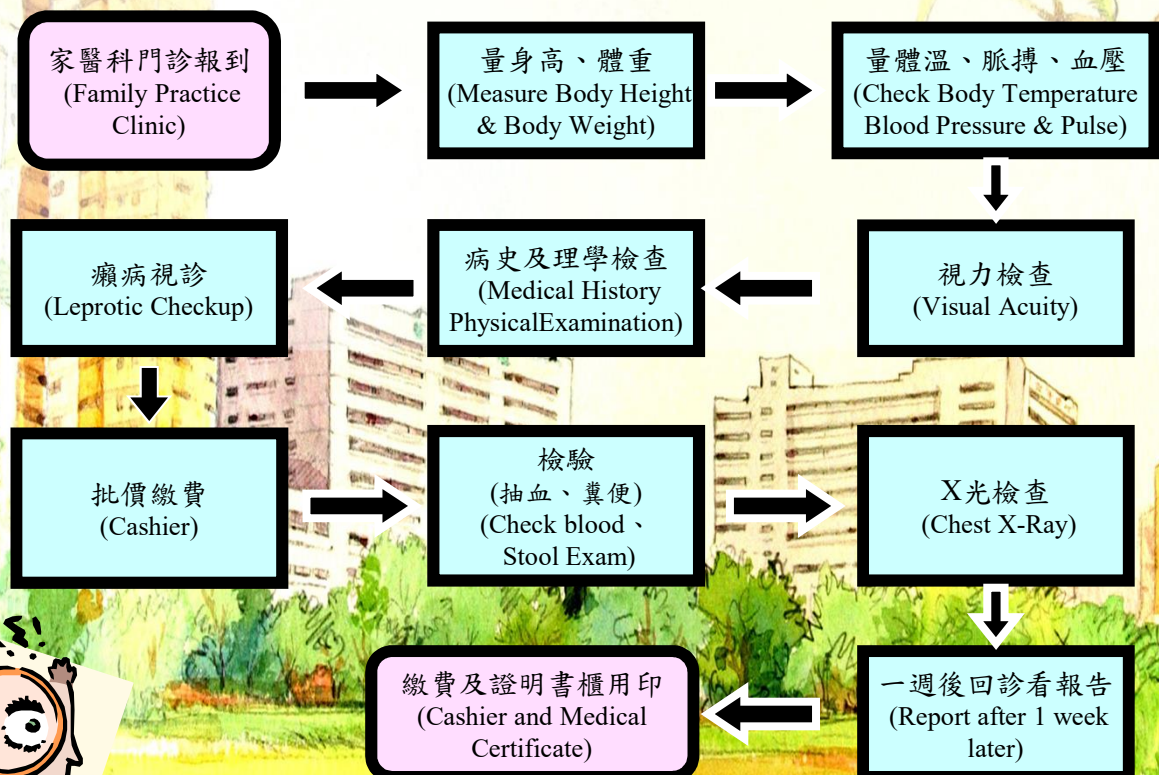 家醫科門診報到
(Family Practice
Clinic)
量身高、體重
(Measure Body Height
& Body Weight)
量體溫、脈搏、血壓
(Check Body Temperature
Blood Pressure & Pulse)
視力檢查
(Visual Acuity)
病史及理學檢查
(Medical History
PhysicalExamination)
癩病視診
(Leprotic Checkup)
批價繳費
(Cashier)
檢驗
(抽血、糞便)
(Check blood、
Stool Exam)
X光檢查
(Chest X-Ray)
一週後回診看報告
(Report after 1 week
later)
繳費及證明書櫃用印
(Cashier and Medical
Certificate)